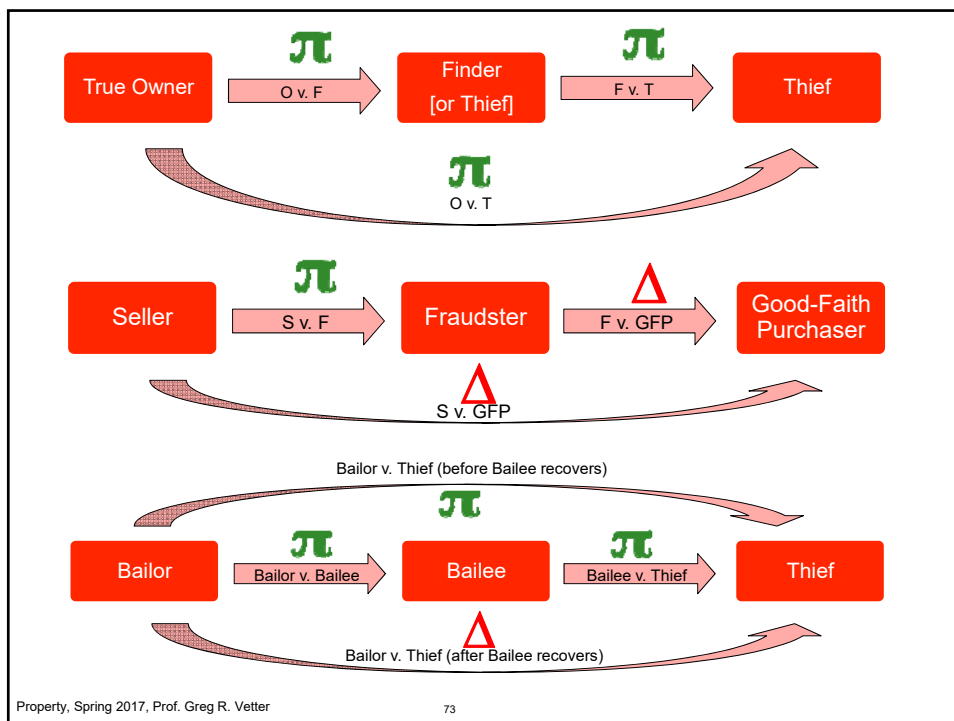 π
π
True Owner
O v. F
Finder
[or Thief]
F v. T
Thief
π
O v. T
π
Δ
Seller
S v. F
Fraudster
F v. GFP
Good-Faith
Purchaser
Δ
S v. GFP
Bailor v. Thief (before Bailee recovers)
π
π
π
Bailor
Bailor v. Bailee
Bailee
Bailee v. Thief
Thief
Δ
Bailor v. Thief (after Bailee recovers)
Property, Spring 2017, Prof. Greg R. Vetter
73